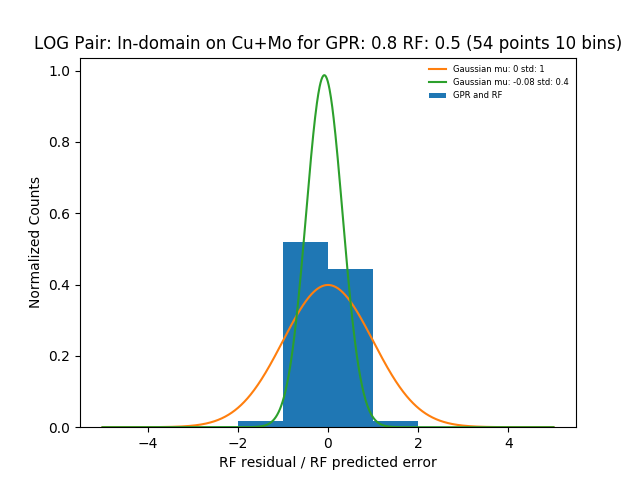 LOG Pair: In-domain on Cu+Mo for GPR: 0.8 RF: 0.5 (54 points 10 bins)
Gaussian mu: 0 std: 1
Gaussian mu: -0.08 std: 0.4
GPR and RF
1.0
0.8
0.6
0.4
0.2
0.0
Normalized Counts
−4 −2 0 2 4
RF residual / RF predicted error